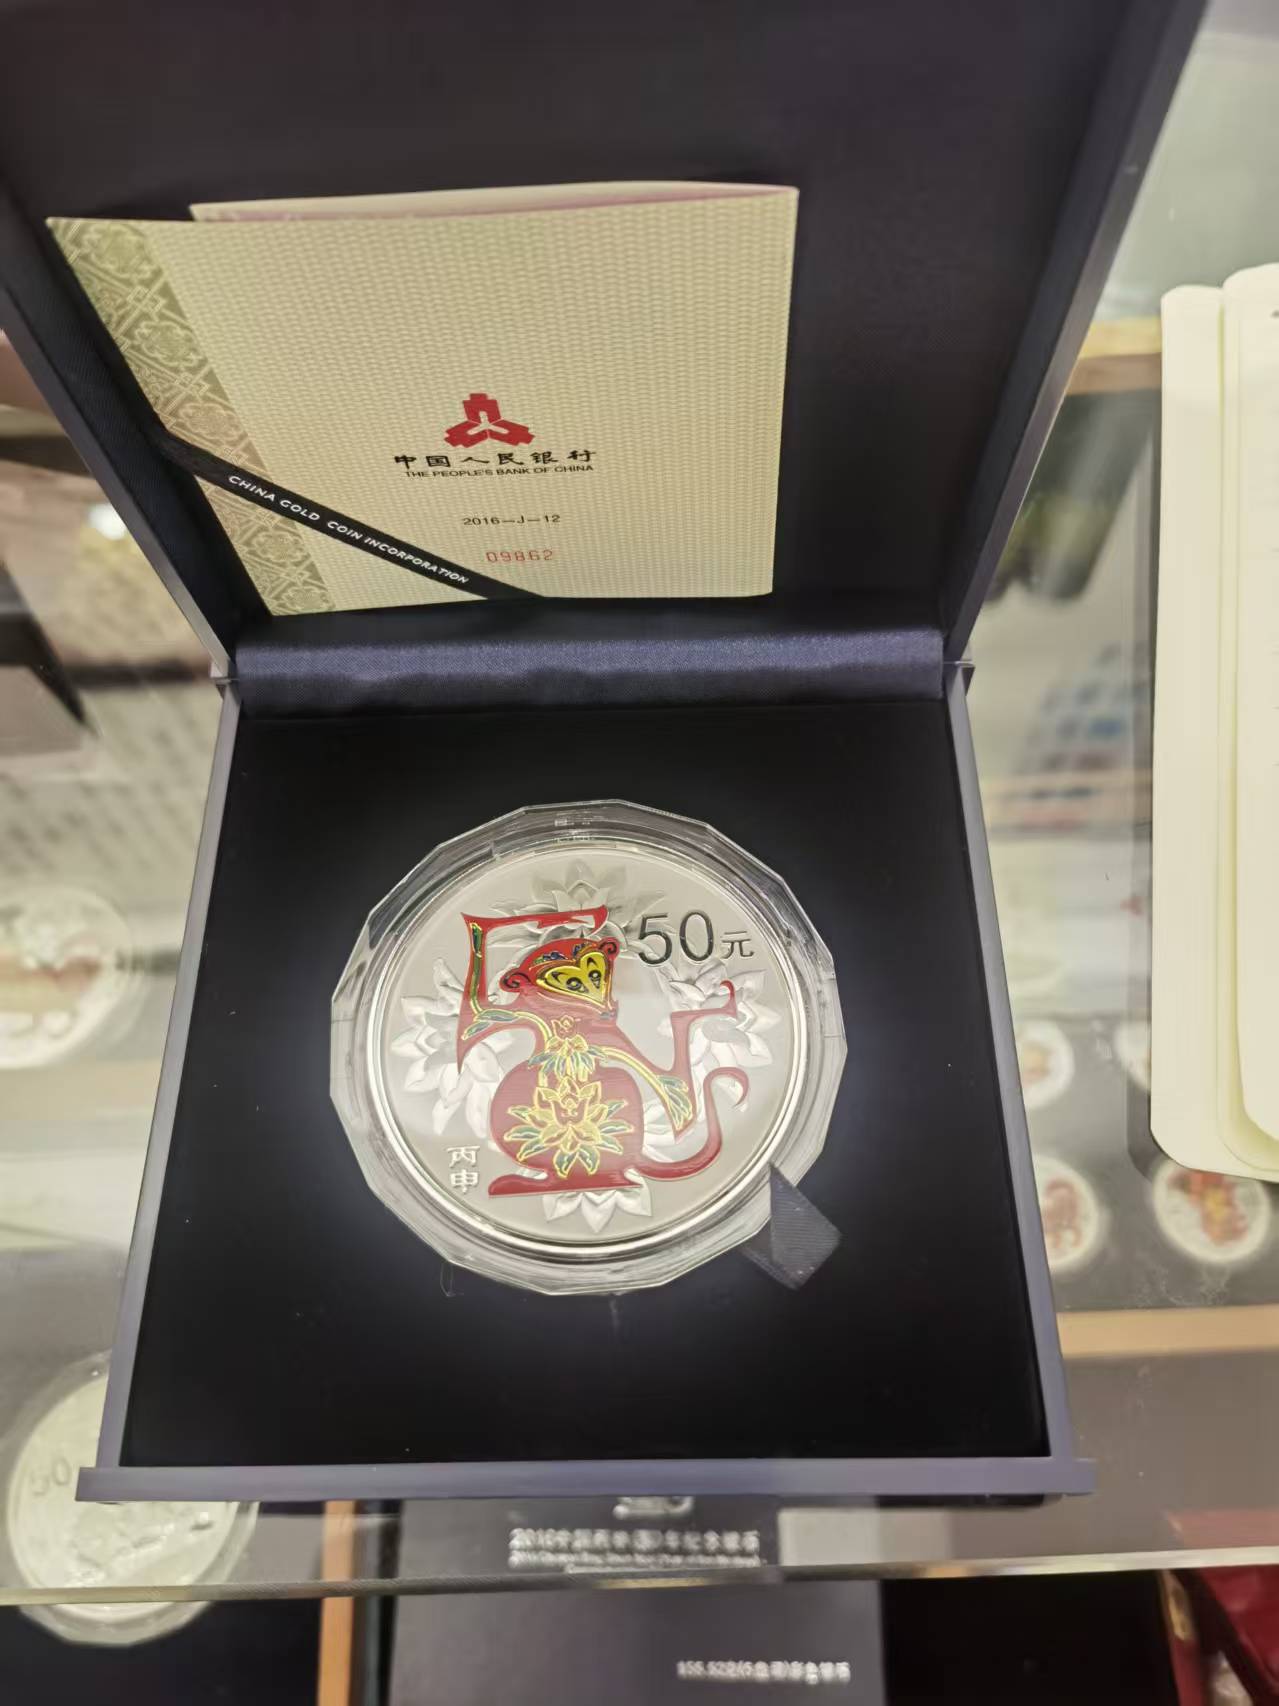 中国人民银行
THE PEOPLE'S BANK OF CHINA
2016-J-12
09862
CHINA GOLD COIN INCORPORATION
50元
丙申
50